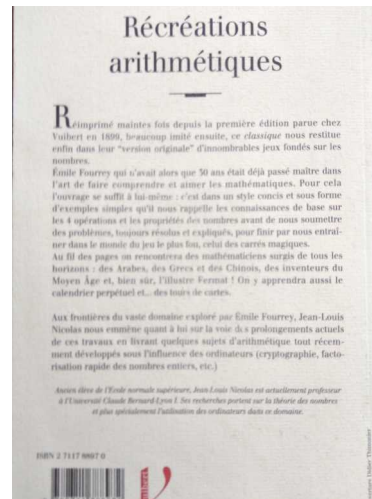 Récréations
arithmétiques
Réimprimé maintes fois depuis la première édition parue chez
Vuibert en 1899, beaucoup imité ensuite, ce classique nous restitue
enfin dans leur "version originale" d'innombrables jeux fondés sur les
nombres.
Émile Fourrey qui n'avait alors que 30 ans était déjà passé maître dans
l'art de faire comprendre et aimer les mathématiques. Pour cela
l'ouvrage se suffit à lui-même : c'est dans un style concis et sous forme
d'exemples simples qu'il nous rappelle les connaissances de base sur
les 4 opérations et les propriétés des nombres avant de nous soumettre
des problèmes, toujours résolus et expliqués, pour finir par nous entraî-
ner dans le monde du jeu le plus fou, celui des carrés magiques.
Au fil des pages on rencontrera des mathématiciens surgis de tous les
horizons : des Arabes, des Grecs et des Chinois, des inventeurs du
Moyen Âge et, bien sûr, l'illustre Fermat ! On y apprendra aussi le
calendrier perpétuel et... des tours de cartes.
Aux frontières du vaste domaine exploré par Émile Fourrey, Jean-Louis
Nicolas nous emmène quant à lui sur la voie des prolongements actuels
de ces travaux en livrant quelques sujets d'arithmétique tout récem-
ment développés sous l'influence des ordinateurs (cryptographie, facto-
risation rapide des nombres entiers, etc.)
Ancien élève de l'École normale supérieure, Jean-Louis Nicolas est actuellement professeur
à l'Université Claude Bernard-Lyon I. Ses recherches portent sur la théorie des nombres
et plus spécialement l'utilisation des ordinateurs dans ce domaine.
ISBN 2 7117 8867 0
Didier Thimonier